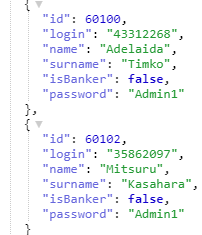 {
"id": 60100,
"login": "43312268",
"name": "Adelaida",
"surname": "Timko",
"isBanker": false,
"password": "Admin1"
},
{
"id": 60102,
"login": "35862097",
"name": "Mitsuru",
"surname": "Kasahara",
"isBanker": false,
"password": "Admin1"
}